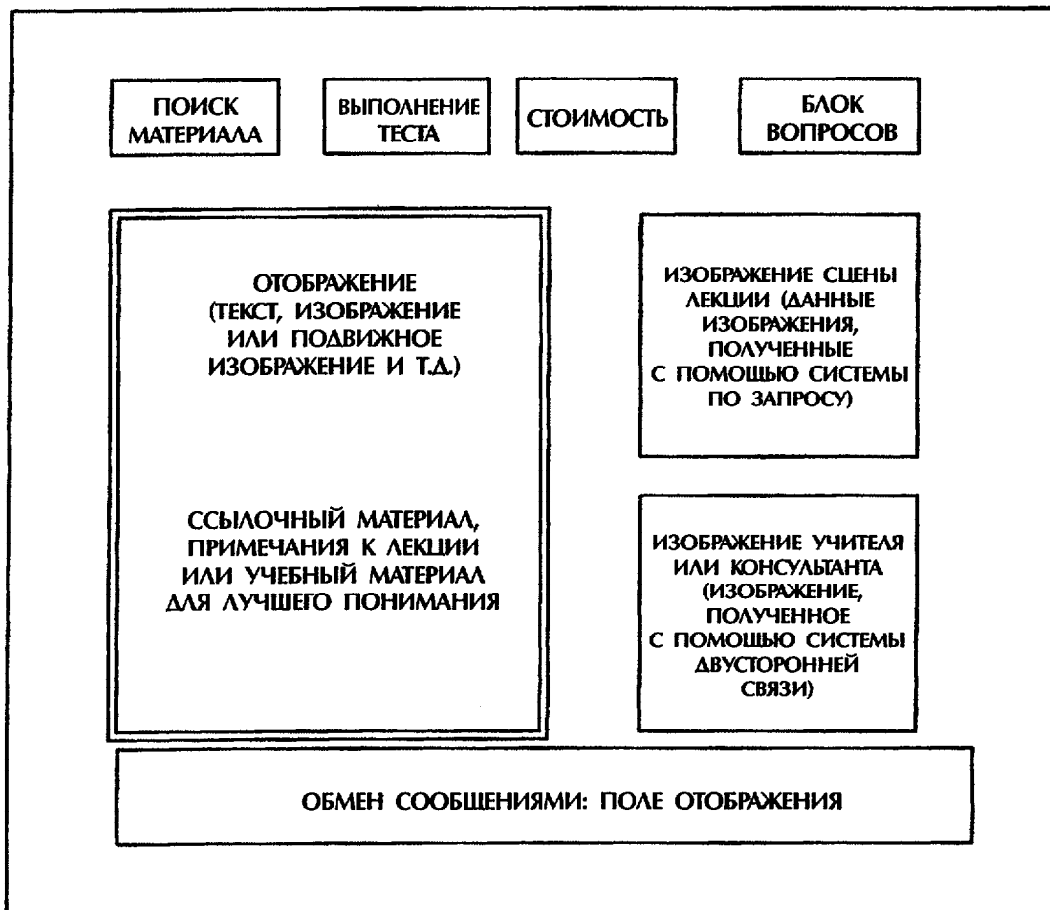 ПОИСК
МАТЕРИАЛА
ВЫПОЛНЕНИЕ
ТЕСТА
СТОИМОСТЬ
БЛОК
ВОПРОСОВ
ОТОБРАЖЕНИЕ
(ТЕКСТ, ИЗОБРАЖЕНИЕ
ИЛИ ПОДВИЖНОЕ
ИЗОБРАЖЕНИЕ И Т.Д.)
ССЫЛОЧНЫЙ МАТЕРИАЛ,
ПРИМЕЧАНИЯ К ЛЕКЦИИ
ИЛИ УЧЕБНЫЙ МАТЕРИАЛ
ДЛЯ ЛУЧШЕГО ПОНИМАНИЯ
ИЗОБРАЖЕНИЕ СЦЕНЫ
ЛЕКЦИИ (ДАННЫЕ
ИЗОБРАЖЕНИЯ,
ПОЛУЧЕННЫЕ
С ПОМОЩЬЮ СИСТЕМЫ
ПО ЗАПРОСУ)
ИЗОБРАЖЕНИЕ УЧИТЕЛЯ
ИЛИ КОНСУЛЬТАНТА
(ИЗОБРАЖЕНИЕ,
ПОЛУЧЕННОЕ
С ПОМОЩЬЮ СИСТЕМЫ
ДВУСТОРОННЕЙ
СВЯЗИ)
ОБМЕН СООБЩЕНИЯМИ: ПОЛЕ ОТОБРАЖЕНИЯ